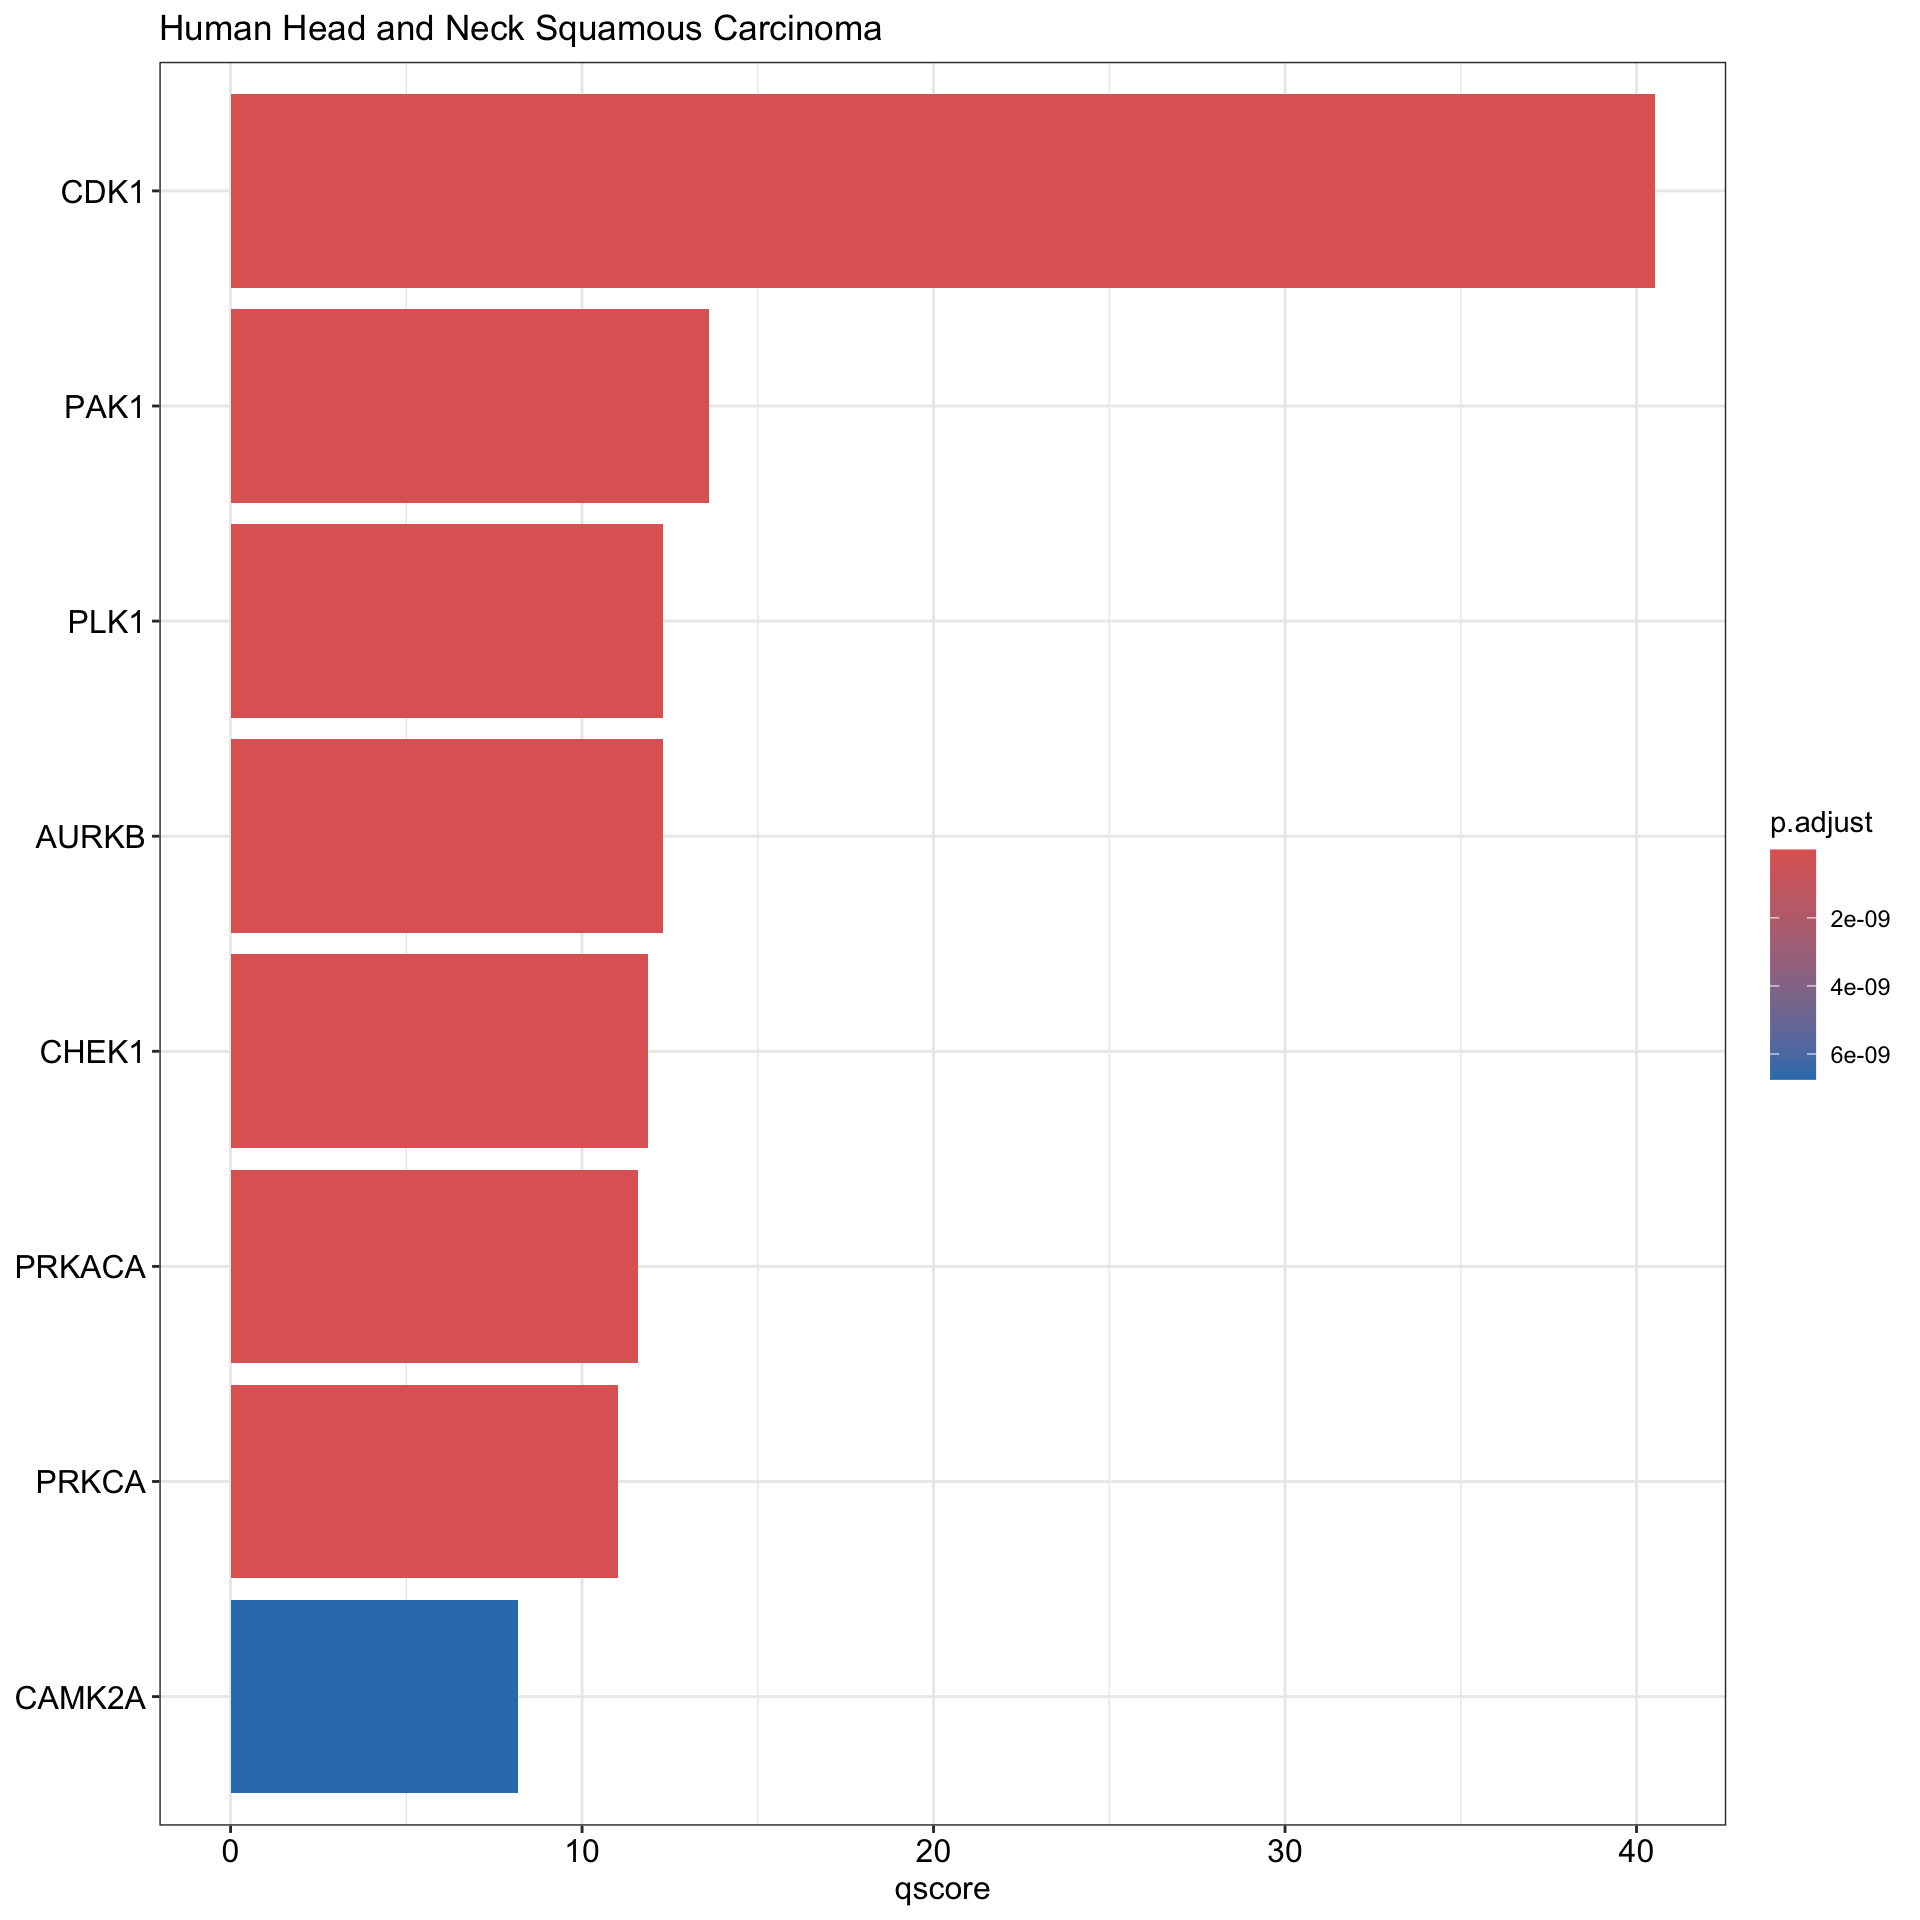 Human Head and Neck Squamous Carcinoma
CDK1
PAK1
PLK1
AURKB
CHEK1
PRKACA
PRKCA
CAMK2A
0 10 20 30 40
qscore
p.adjust
2e-09
4e-09
6e-09